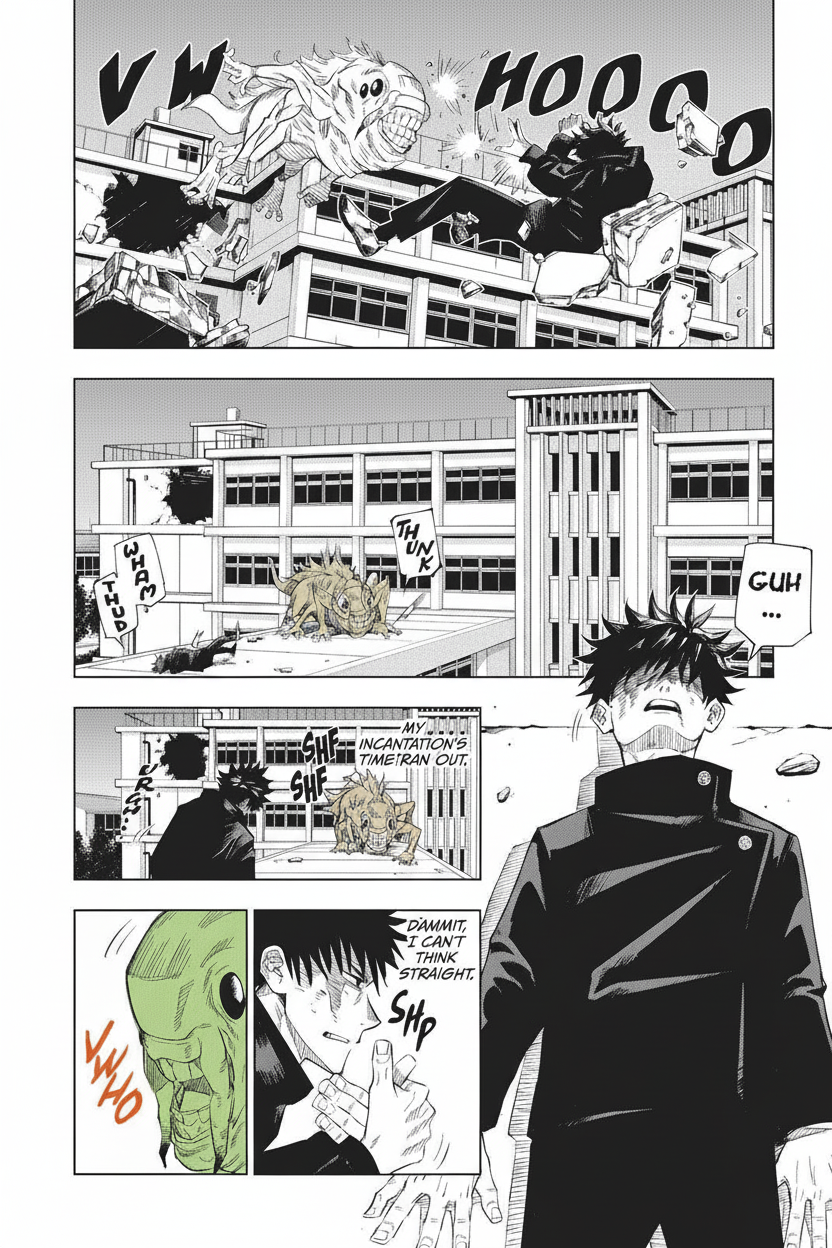 VW
HOOOO
THUNK
WHAM
THUD
GUH
...
MY
INCANTATION'S
TIME RAN OUT.
SHF
SHF
DAMMIT,
I CAN'T
THINK
STRAIGHT.
SHP
VWHO